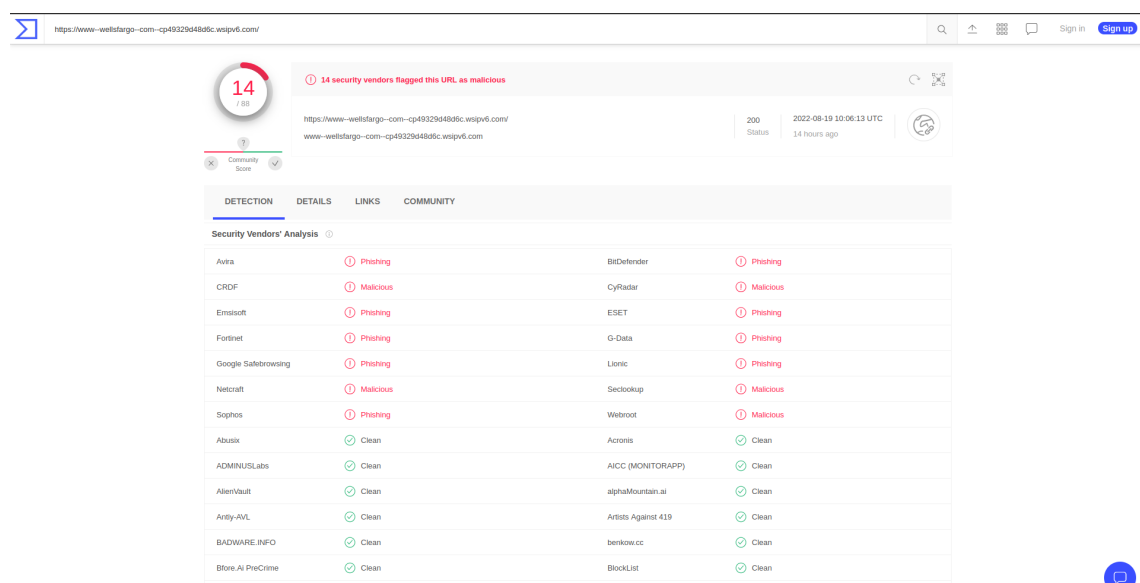 https://www--wellsfargo--com--cp49329d48d6c.wsipv6.com/
Sign in
Sign up
14
/ 88
14 security vendors flagged this URL as malicious
https://www--wellsfargo--com--cp49329d48d6c.wsipv6.com/
www--wellsfargo--com--cp49329d48d6c.wsipv6.com
200
Status
2022-08-19 10:06:13 UTC
14 hours ago
?
Community
Score
DETECTION DETAILS LINKS COMMUNITY
Security Vendors' Analysis
Avira Phishing BitDefender Phishing
CRDF Malicious CyRadar Malicious
Emsisoft Phishing ESET Phishing
Fortinet Phishing G-Data Phishing
Google Safebrowsing Phishing Lionic Phishing
Netcraft Malicious Seclookup Malicious
Sophos Phishing Webroot Malicious
Abusix Clean Acronis Clean
ADMINUSLabs Clean AICC (MONITORAPP) Clean
AlienVault Clean alphaMountain.ai Clean
Antiy-AVL Clean Artists Against 419 Clean
BADWARE.INFO Clean benkow.cc Clean
Bfore.Ai PreCrime Clean BlockList Clean